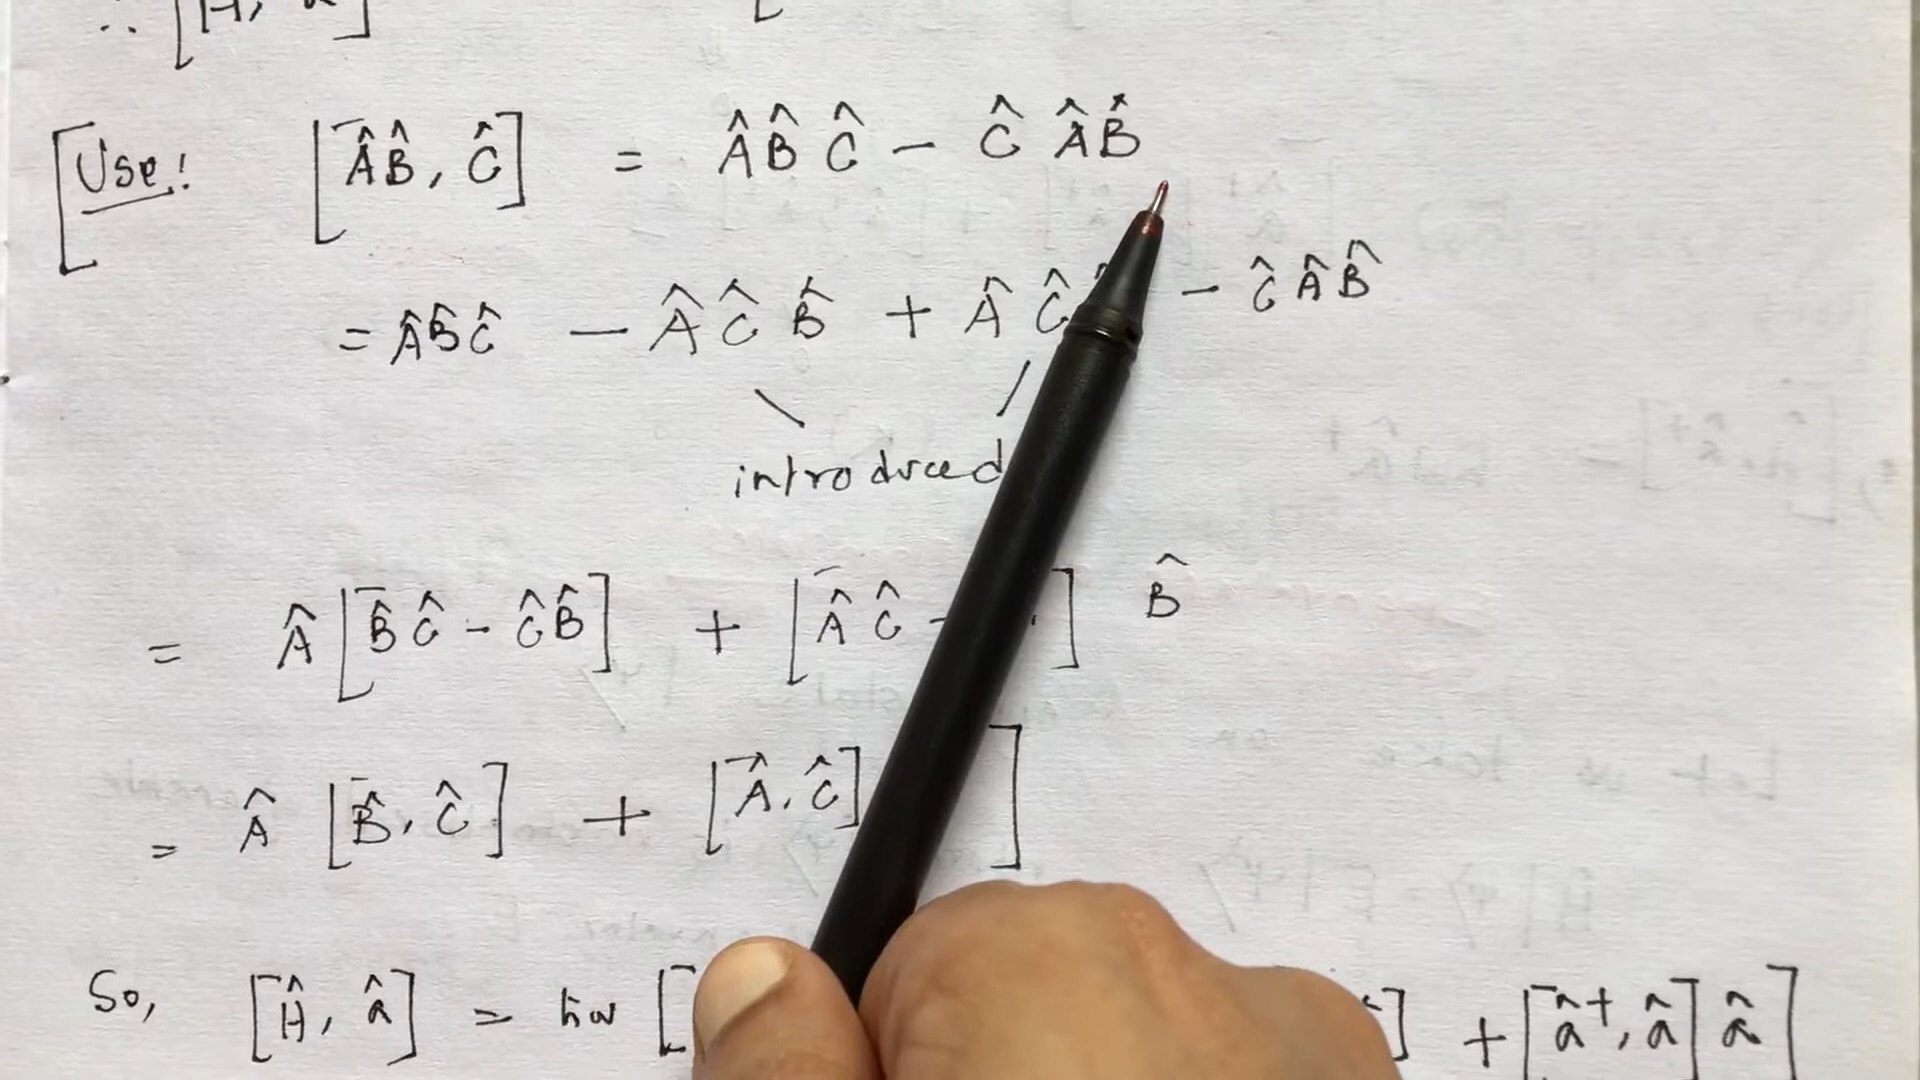 ∴ [H, a]
[Use! [ÂB̂, Ĉ] = ÂB̂Ĉ - ĈÂB̂
= ÂB̂Ĉ - ÂĈB̂ + ÂĈ - ĈÂB̂
introduced
= Â[B̂Ĉ - ĈB̂] + [ÂĈ - ] B̂
= Â [B̂, Ĉ] + [Â, Ĉ] ]
So, [Ĥ, â] = ħω [ ] + [â†, â] â ]